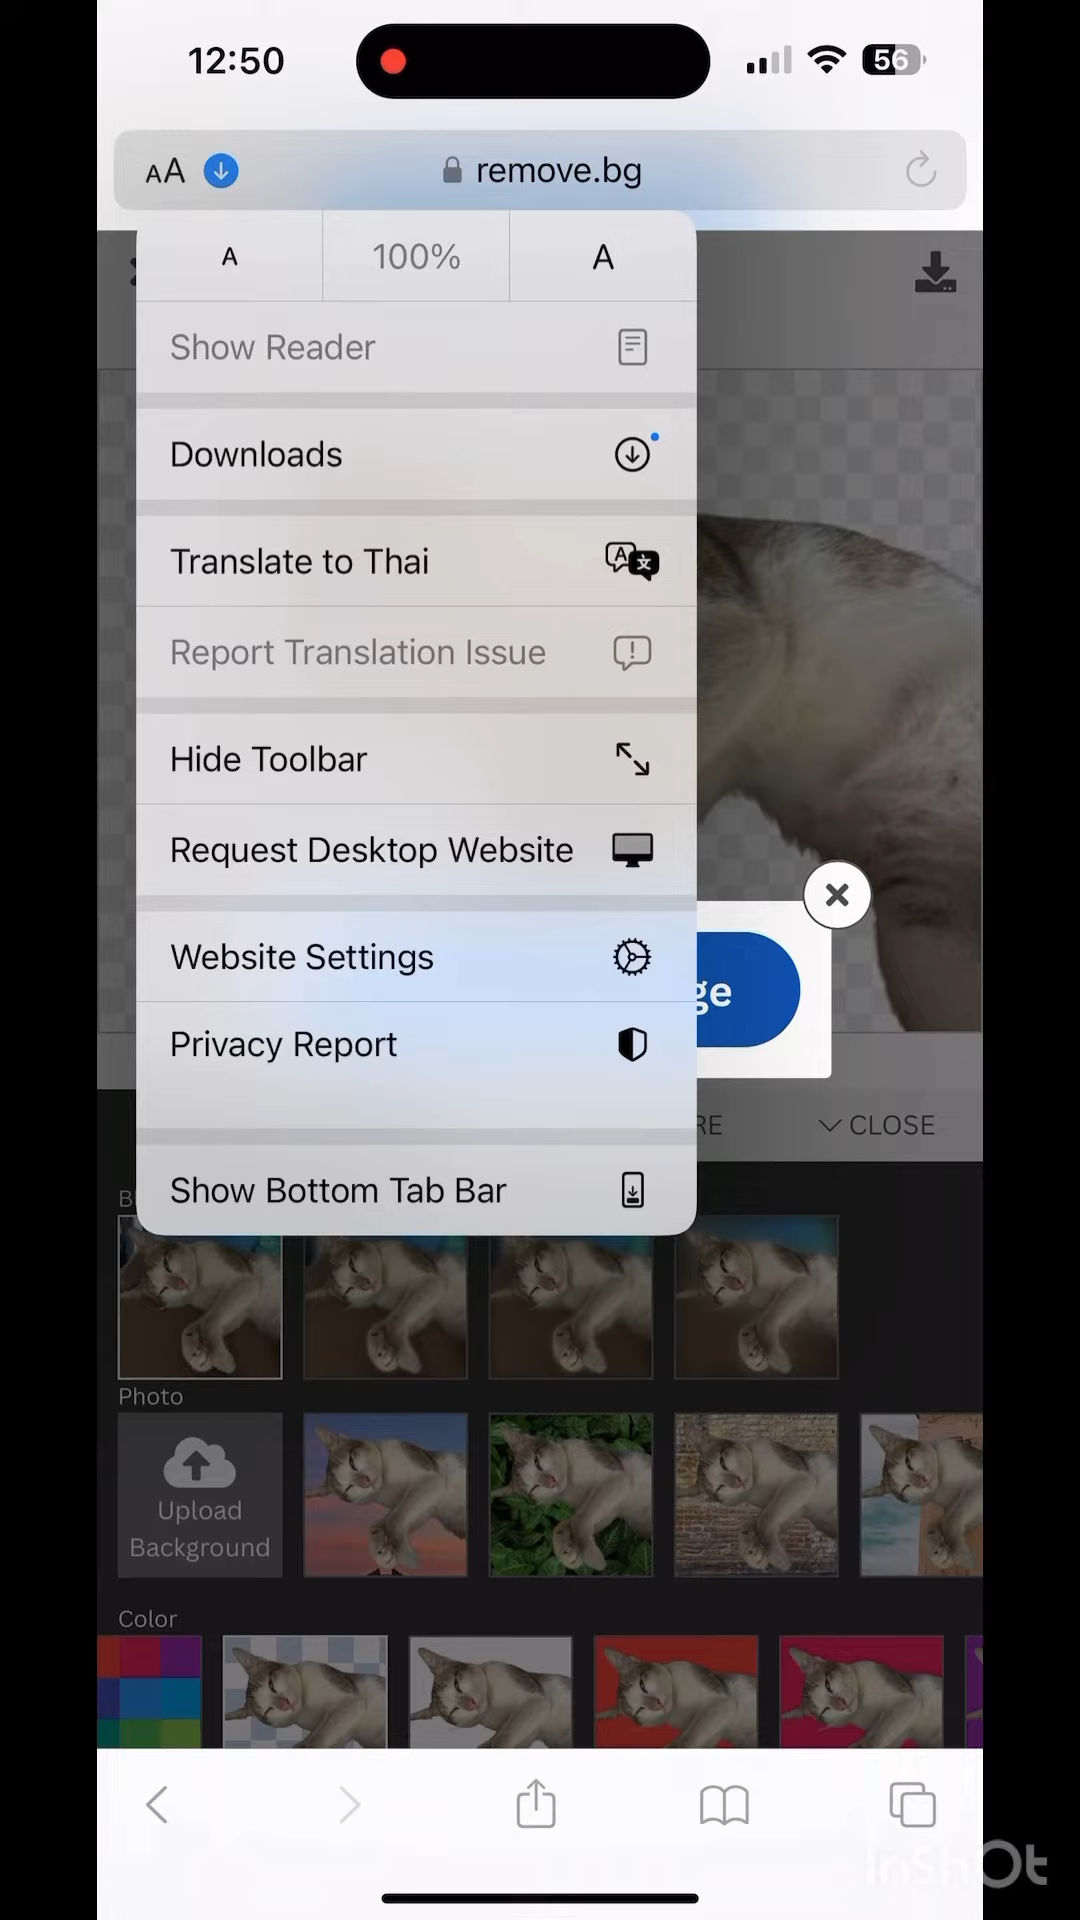 12:50
56
AA
remove.bg
A
100%
A
Show Reader
Downloads
Translate to Thai
A
文
Report Translation Issue
Hide Toolbar
Request Desktop Website
Website Settings
ge
Privacy Report
RE
CLOSE
Show Bottom Tab Bar
B
Photo
Upload
Background
Color
InShOt